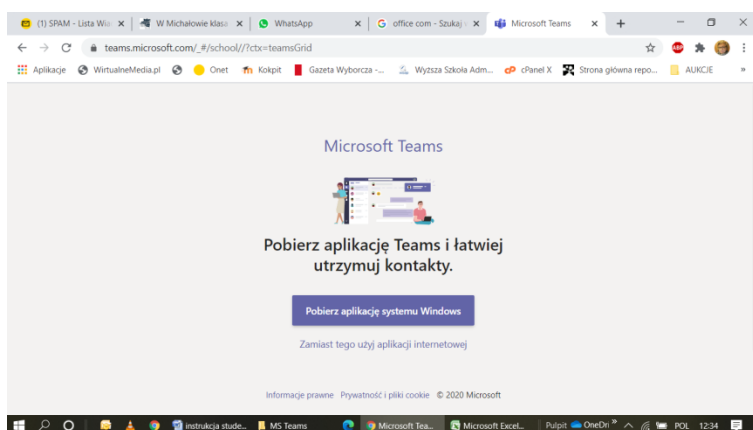 (1) SPAM - Lista Wia
W Michałowie klasa
WhatsApp
office com - Szukaj
Microsoft Teams
teams.microsoft.com/_#/school//?ctx=teamsGrid
ABP
Aplikacje
WirtualneMedia.pl
Onet
Kokpit
Gazeta Wyborcza -...
Wyższa Szkoła Adm...
cPanel X
Strona główna repo...
AUKCJE
Microsoft Teams
Pobierz aplikację Teams i łatwiej
utrzymuj kontakty.
Pobierz aplikację systemu Windows
Zamiast tego użyj aplikacji internetowej
Informacje prawne Prywatność i pliki cookie © 2020 Microsoft
instrukcja stude...
MS Teams
Microsoft Tea...
Microsoft Excel...
Pulpit
OneDri
POL
12:34